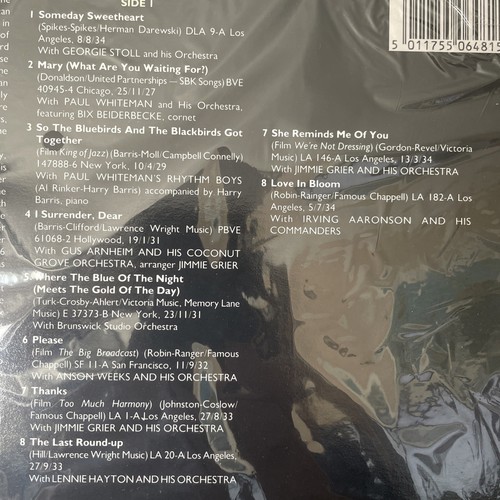 SIDE 1
1 Someday Sweetheart
(Spikes-Spikes/Herman Darewski) DLA 9-A Los
Angeles, 8/8/34
With GEORGIE STOLL and his Orchestra
2 Mary (What Are You Waiting For?)
(Donaldson/United Partnerships — SBK Songs) BVE
40945-4 Chicago, 25/11/27
With PAUL WHITEMAN and His Orchestra,
featuring BIX BEIDERBECKE, cornet
3 So The Bluebirds And The Blackbirds Got
Together
(Film King of Jazz) (Barris-Moll/Campbell Connelly)
147888-6 New York, 10/4/29
With PAUL WHITEMAN'S RHYTHM BOYS
(Al Rinker-Harry Barris) accompanied by Harry
Barris, piano
4 I Surrender, Dear
(Barris-Clifford/Lawrence Wright Music) PBVE
61068-2 Hollywood, 19/1/31
With GUS ARNHEIM AND HIS COCONUT
GROVE ORCHESTRA, arranger JIMMIE GRIER
5 Where The Blue Of The Night
(Meets The Gold Of The Day)
(Turk-Crosby-Ahlert/Victoria Music, Memory Lane
Music) E 37373-B New York, 23/11/31
With Brunswick Studio Orchestra
6 Please
(Film The Big Broadcast) (Robin-Ranger/Famous
Chappell) SF 11-A San Francisco, 11/9/32
With ANSON WEEKS AND HIS ORCHESTRA
7 Thanks
(Film Too Much Harmony) (Johnston-Coslow/
Famous Chappell) LA 1-A Los Angeles, 27/8/33
With JIMMIE GRIER AND HIS ORCHESTRA
8 The Last Round-up
(Hill/Lawrence Wright Music) LA 20-A Los Angeles,
27/9/33
With LENNIE HAYTON AND HIS ORCHESTRA
5 011755 06481
7 She Reminds Me Of You
(Film We're Not Dressing) (Gordon-Revel/Victoria
Music) LA 146-A Los Angeles, 13/3/34
With JIMMIE GRIER AND HIS ORCHESTRA
8 Love In Bloom
(Robin-Ranger/Famous Chappell) LA 182-A Los
Angeles, 5/7/34
With IRVING AARONSON AND HIS
COMMANDERS